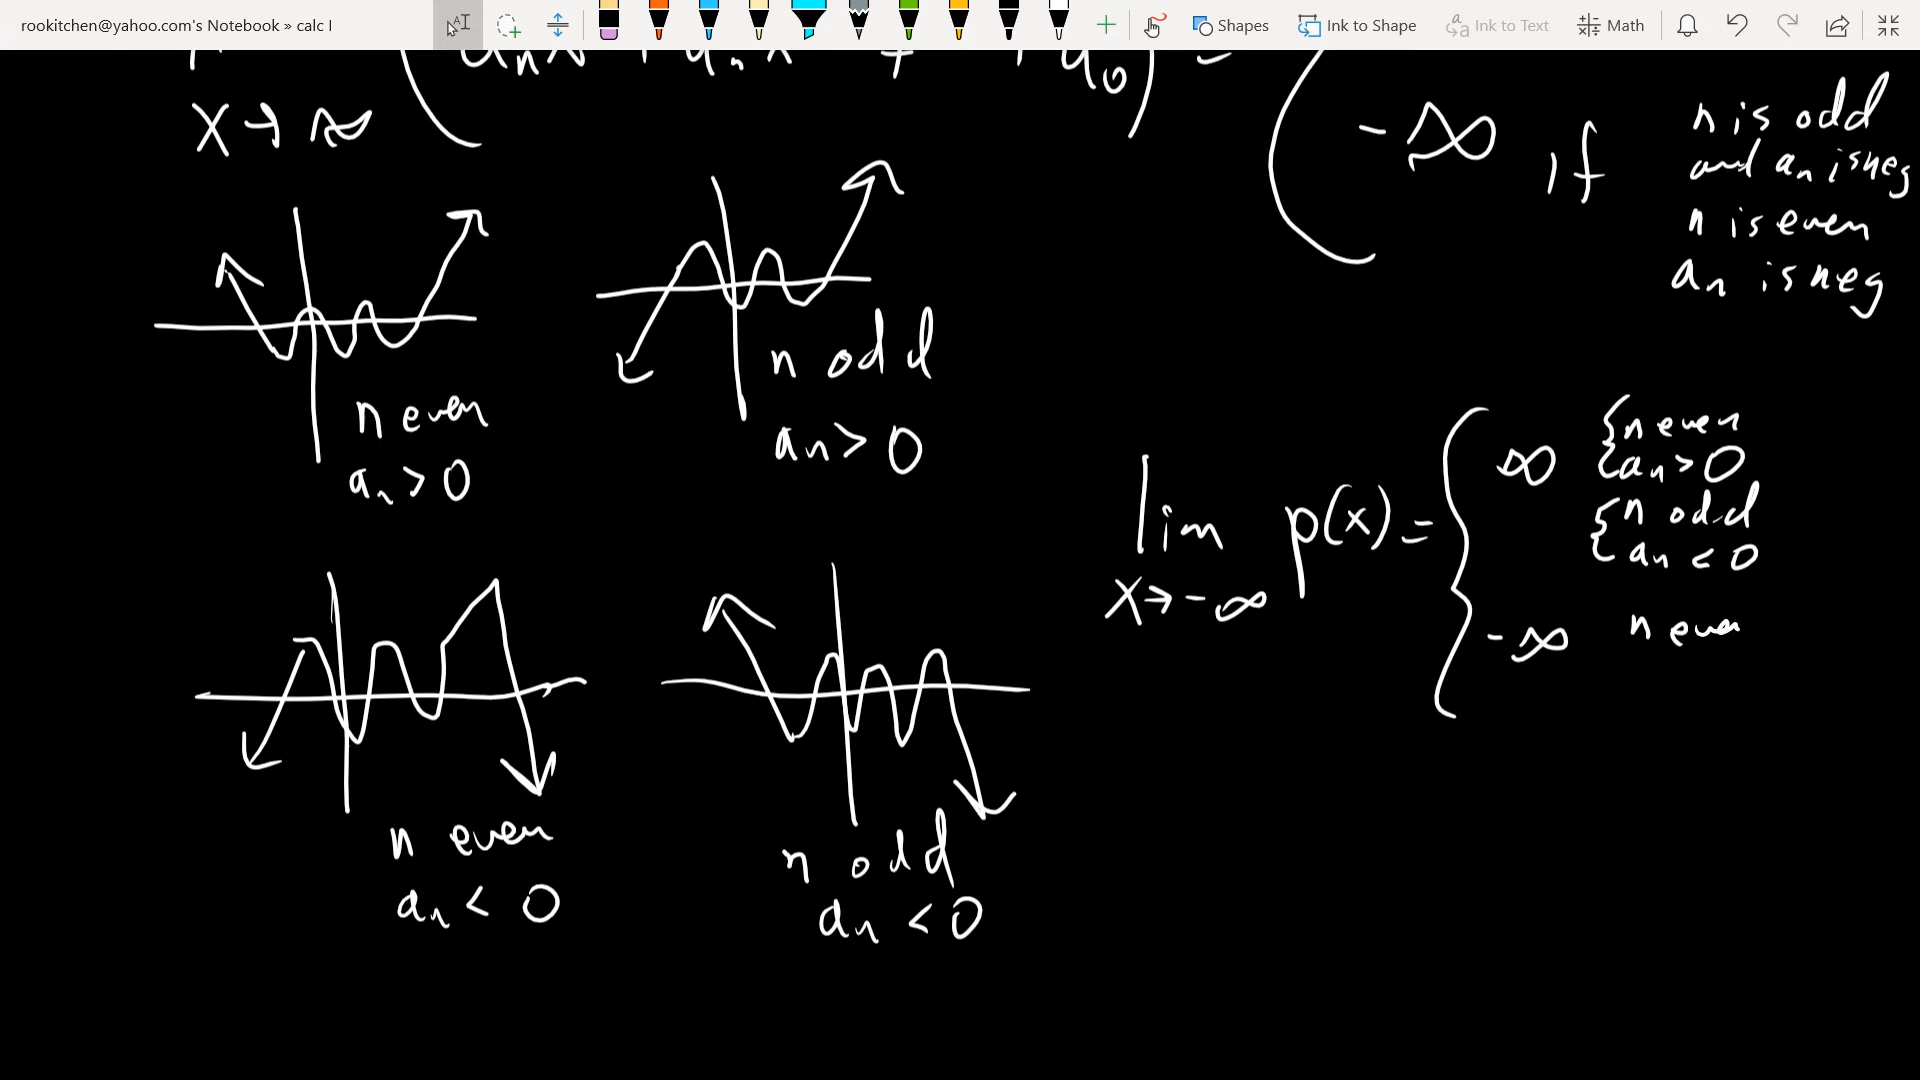 rookitchen@yahoo.com's Notebook » calc I
Shapes
Ink to Shape
Ink to Text
Math
x → ∞
-∞ if
n is odd
and aₙ is neg
n is even
aₙ is neg
n even
aₙ > 0
n odd
aₙ > 0
lim p(x) =
x → -∞
∞ { n even
{ aₙ > 0
{ n odd
{ aₙ < 0
-∞ n even
n even
aₙ < 0
n odd
aₙ < 0